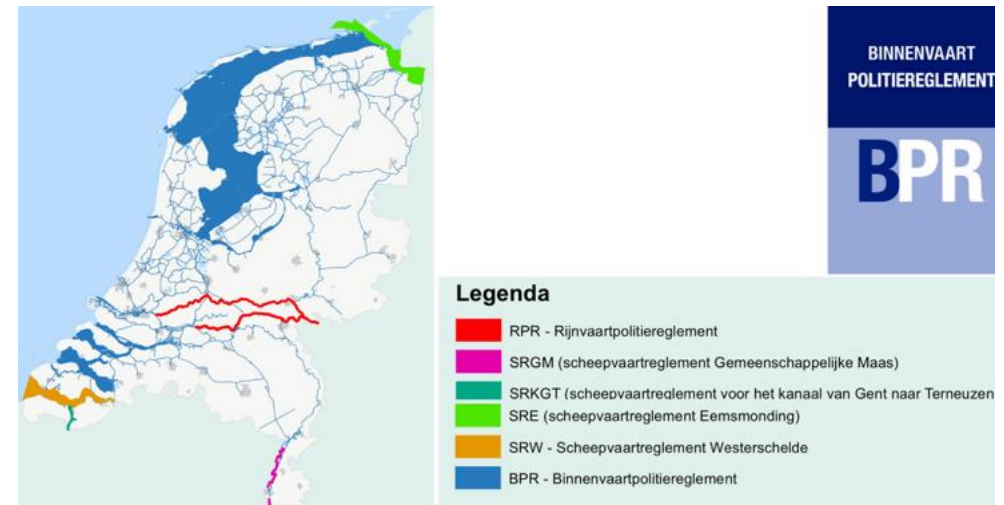 BINNENVAART
POLITIEREGLEMENT
BPR
Legenda
RPR - Rijnvaartpolitiereglement
SRGM (scheepvaartreglement Gemeenschappelijke Maas)
SRKGT (scheepvaartreglement voor het kanaal van Gent naar Terneuzen
SRE (scheepvaartreglement Eemsmonding)
SRW - Scheepvaartreglement Westerschelde
BPR - Binnenvaartpolitiereglement